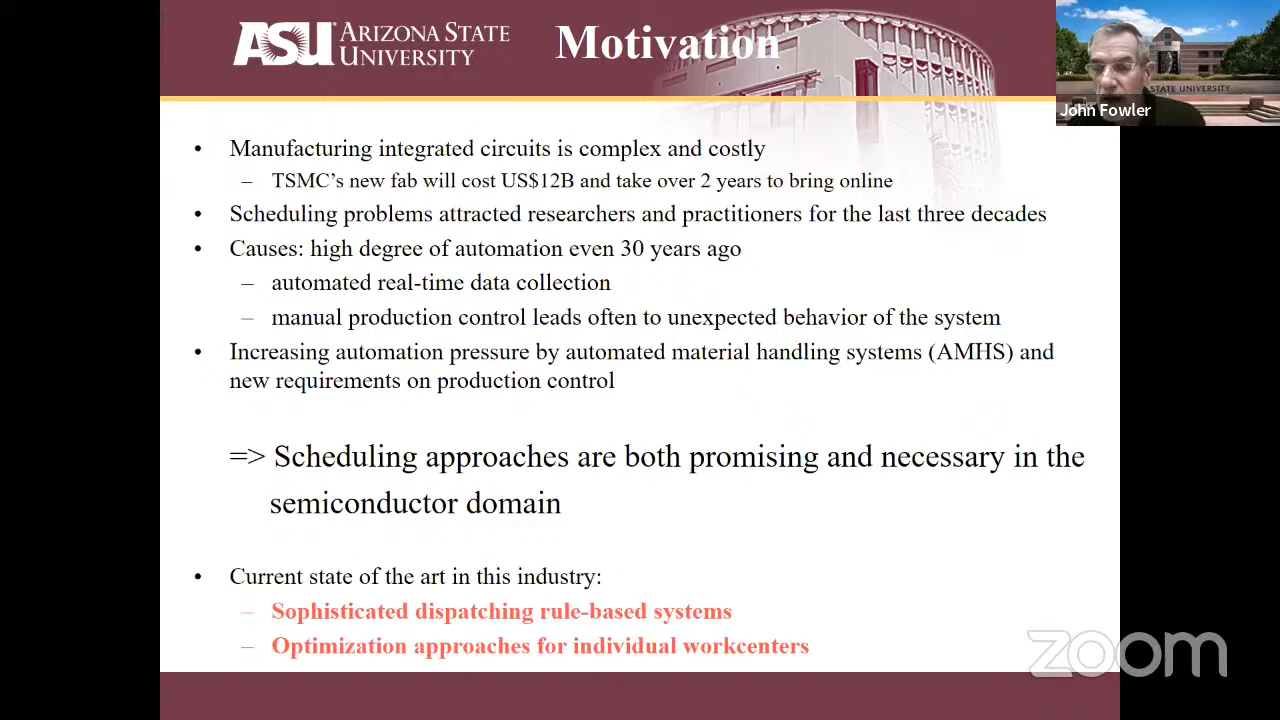 ASU ARIZONA STATE UNIVERSITY
Motivation
STATE UNIVERSITY
John Fowler
• Manufacturing integrated circuits is complex and costly
– TSMC's new fab will cost US$12B and take over 2 years to bring online
• Scheduling problems attracted researchers and practitioners for the last three decades
• Causes: high degree of automation even 30 years ago
– automated real-time data collection
– manual production control leads often to unexpected behavior of the system
• Increasing automation pressure by automated material handling systems (AMHS) and
new requirements on production control
=> Scheduling approaches are both promising and necessary in the
semiconductor domain
• Current state of the art in this industry:
– Sophisticated dispatching rule-based systems
– Optimization approaches for individual workcenters
zoom